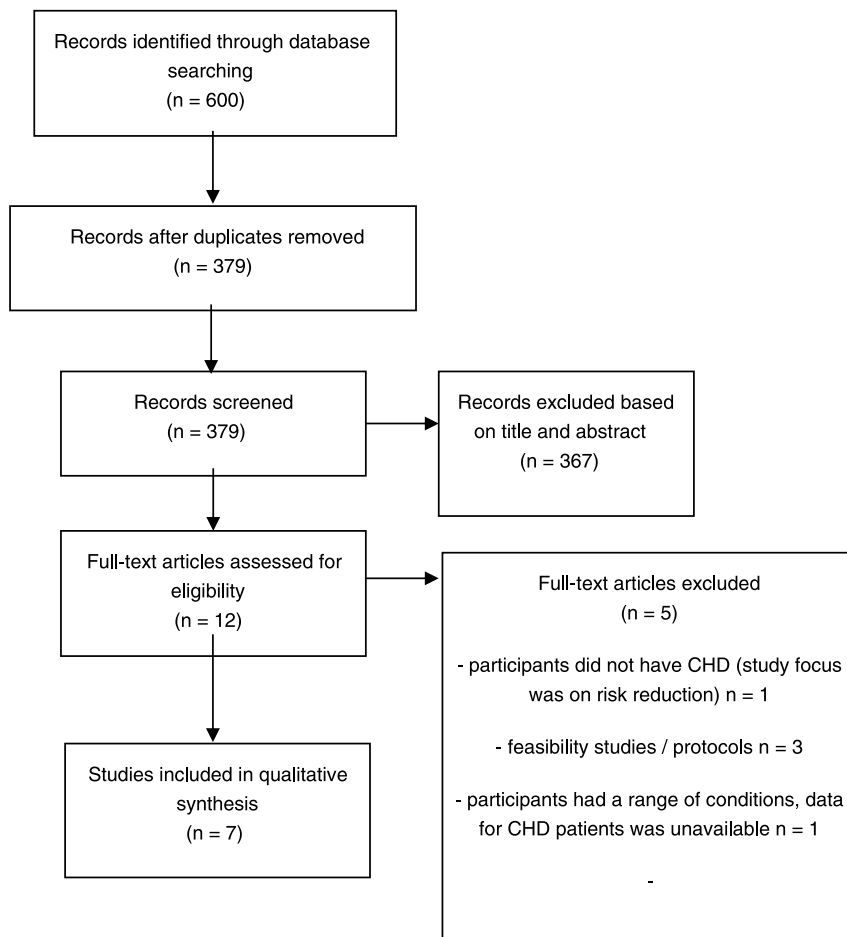 Records identified through database
searching
(n = 600)
Records after duplicates removed
(n = 379)
Records screened
(n = 379)
Records excluded based
on title and abstract
(n = 367)
Full-text articles assessed for
eligibility
(n = 12)
Full-text articles excluded
(n = 5)
- participants did not have CHD (study focus
was on risk reduction) n = 1
- feasibility studies / protocols n = 3
- participants had a range of conditions, data
for CHD patients was unavailable n = 1
-
Studies included in qualitative
synthesis
(n = 7)